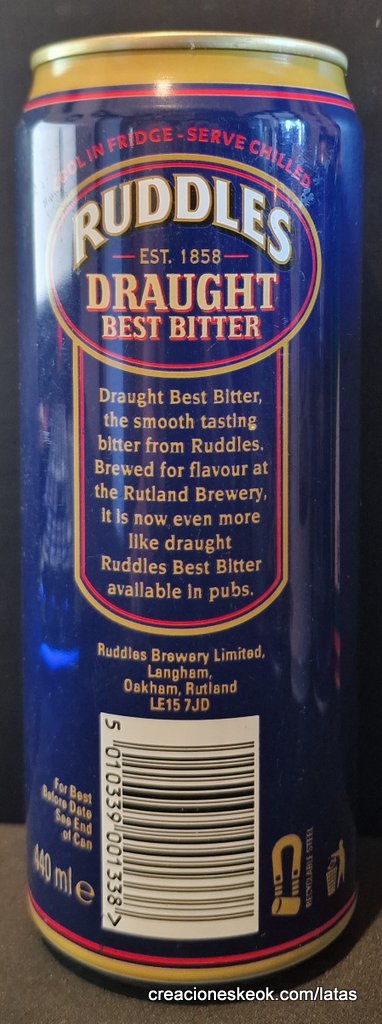 COOL IN FRIDGE - SERVE CHILLED
RUDDLES
EST. 1858
DRAUGHT
BEST BITTER
Draught Best Bitter,
the smooth tasting
bitter from Ruddles.
Brewed for flavour at
the Rutland Brewery,
it is now even more
like draught
Ruddles Best Bitter
available in pubs.
Ruddles Brewery Limited,
Langham,
Oakham, Rutland
LE15 7JD
For Best
Before Date
See End
of Can
440 ml e
5 010339 001338 >
RECYCLABLE STEEL
creacioneskeok.com/latas